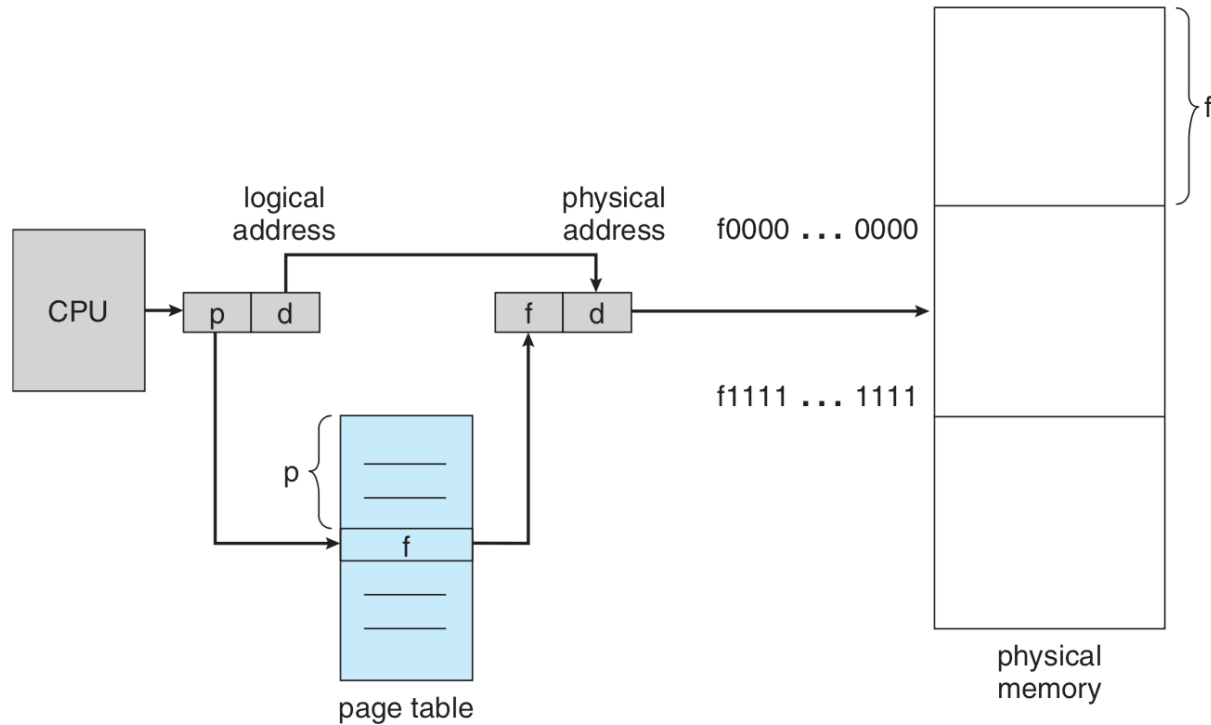 f
logical
address
physical
address
f0000 ... 0000
CPU
p
d
f
d
f1111 ... 1111
p
f
physical
memory
page table